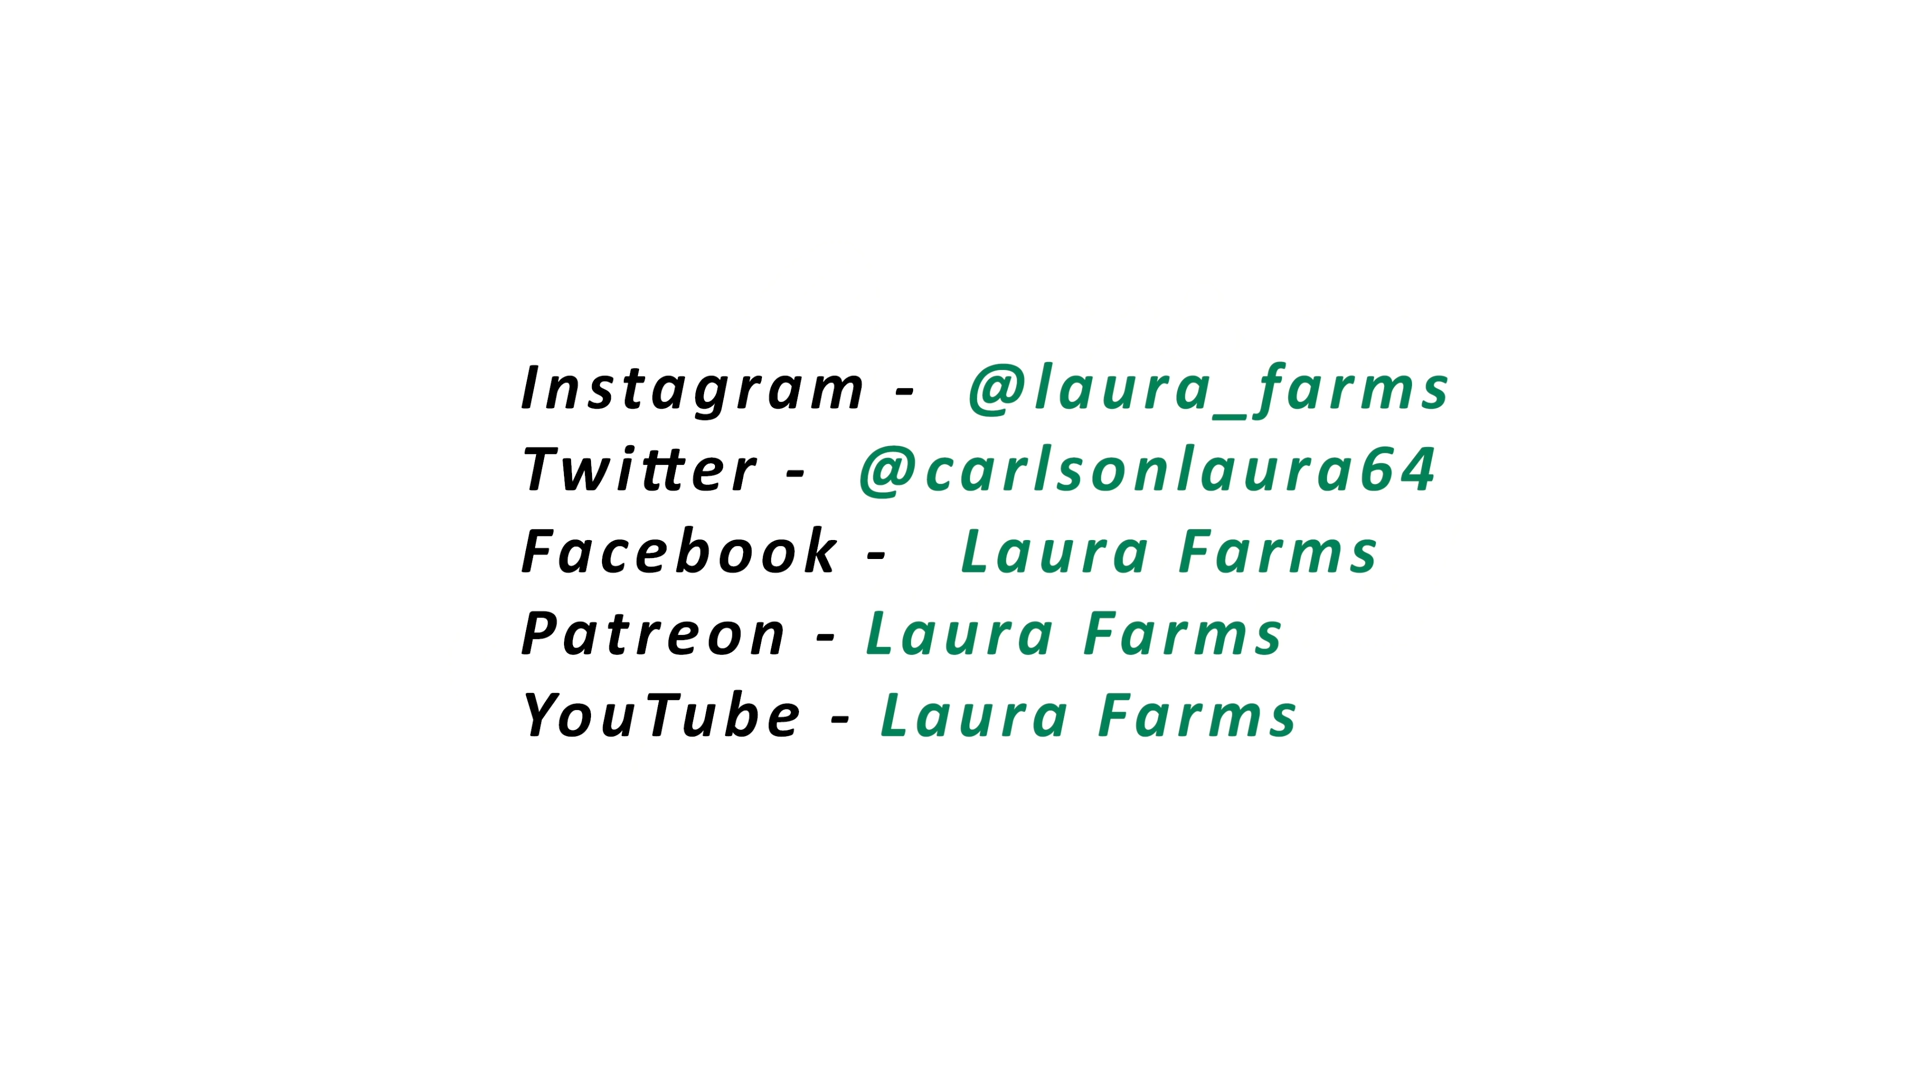 Instagram - @laura_farms
Twitter - @carlsonlaura64
Facebook - Laura Farms
Patreon - Laura Farms
YouTube - Laura Farms